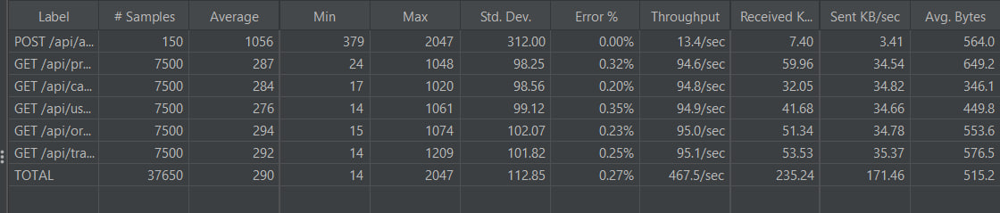 Label # Samples Average Min Max Std. Dev. Error % Throughput Received K... Sent KB/sec Avg. Bytes
POST /api/a... 150 1056 379 2047 312.00 0.00% 13.4/sec 7.40 3.41 564.0
GET /api/pr... 7500 287 24 1048 98.25 0.32% 94.6/sec 59.96 34.54 649.2
GET /api/ca... 7500 284 17 1020 98.56 0.20% 94.8/sec 32.05 34.82 346.1
GET /api/us... 7500 276 14 1061 99.12 0.35% 94.9/sec 41.68 34.66 449.8
GET /api/or... 7500 294 15 1074 102.07 0.23% 95.0/sec 51.34 34.78 553.6
GET /api/tra... 7500 292 14 1209 101.82 0.25% 95.1/sec 53.53 35.37 576.5
TOTAL 37650 290 14 2047 112.85 0.27% 467.5/sec 235.24 171.46 515.2